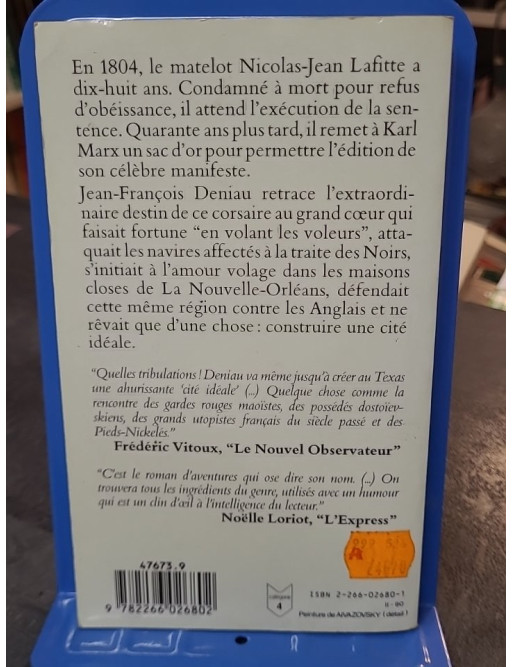 En 1804, le matelot Nicolas-Jean Lafitte a
dix-huit ans. Condamné à mort pour refus
d'obéissance, il attend l'exécution de la sen-
tence. Quarante ans plus tard, il remet à Karl
Marx un sac d'or pour permettre l'édition de
son célèbre manifeste.
Jean-François Deniau retrace l'extraordi-
naire destin de ce corsaire au grand cœur qui
faisait fortune "en volant les voleurs", atta-
quait les navires affectés à la traite des Noirs,
s'initiait à l'amour volage dans les maisons
closes de La Nouvelle-Orléans, défendait
cette même région contre les Anglais et ne
rêvait que d'une chose : construire une cité
idéale.
"Quelles tribulations ! Deniau va même jusqu'à créer au Texas
une ahurissante 'cité idéale' (...) Quelque chose comme la
rencontre des gardes rouges maoïstes, des possédés dostoïev-
skiens, des grands utopistes français du siècle passé et des
Pieds-Nickelés."
Frédéric Vitoux, "Le Nouvel Observateur"
"C'est le roman d'aventures qui ose dire son nom. (...) On
trouvera tous les ingrédients du genre, utilisés avec un humour
qui est un clin d'œil à l'intelligence du lecteur."
Noëlle Loriot, "L'Express"
47673.9
9 782266 026802
catégorie
4
ISBN 2-266-02680-1
11 - 90
Peinture de AIVAZOVSKY (détail)